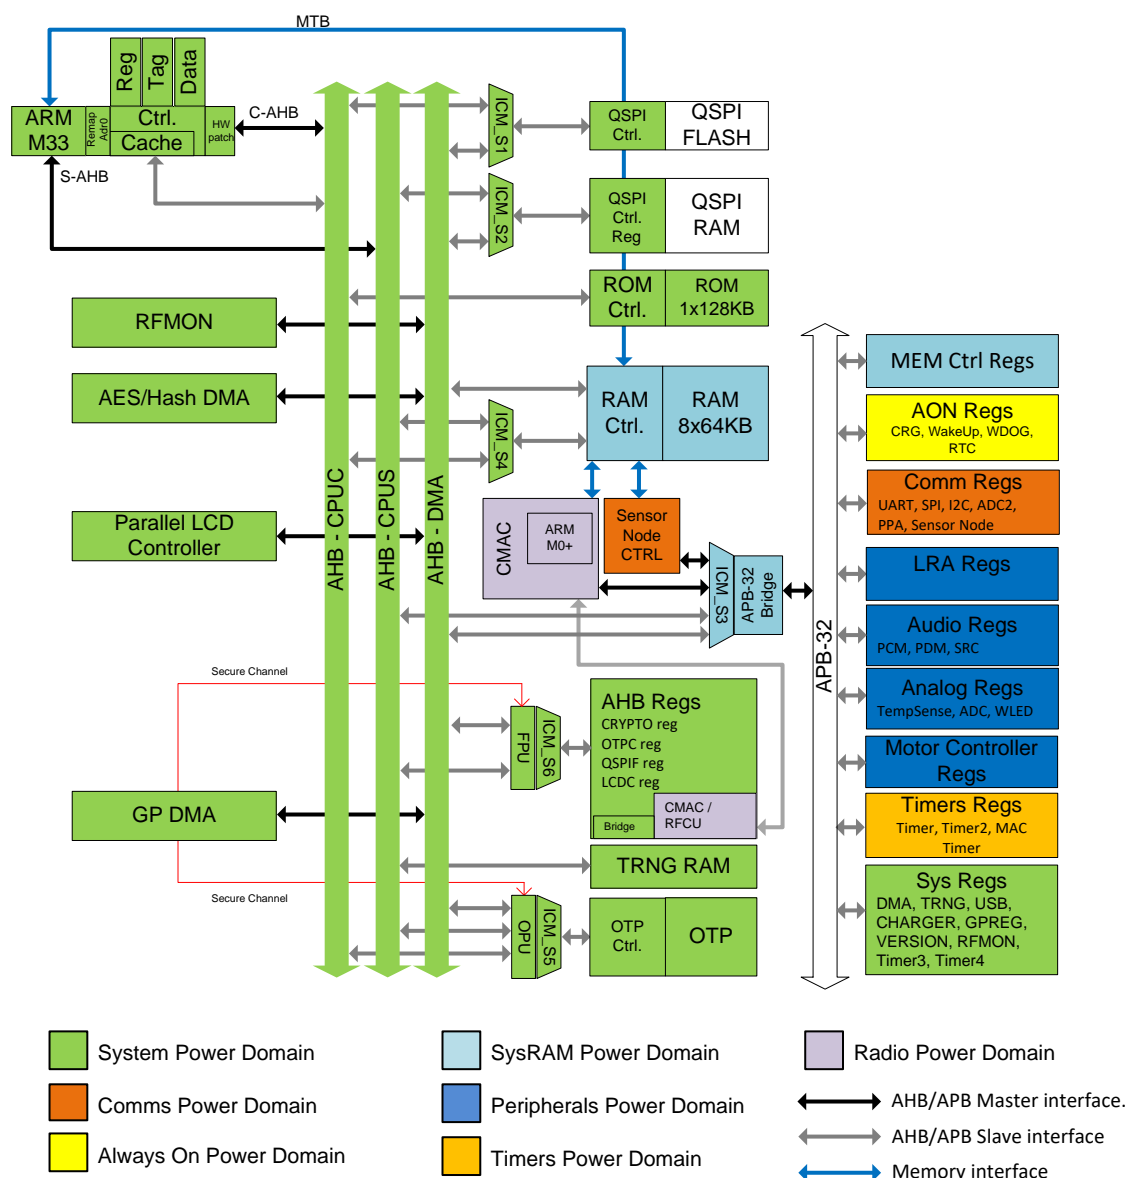 MTB
Reg
Tag
Data
ARM
M33
Remap
Adr0
Ctrl.
Cache
HW
patch
C-AHB
S-AHB
ICM_S1
QSPI
Ctrl.
QSPI
FLASH
ICM_S2
QSPI
Ctrl.
Reg
QSPI
RAM
ROM
Ctrl.
ROM
1x128KB
RFMON
AES/Hash DMA
RAM
Ctrl.
RAM
8x64KB
ICM_S4
AHB - CPUC
AHB - CPUS
AHB - DMA
Parallel LCD
Controller
CMAC
ARM
M0+
Sensor
Node
CTRL
ICM_S3
APB-32
Bridge
APB-32
MEM Ctrl Regs
AON Regs
CRG, WakeUp, WDOG,
RTC
Comm Regs
UART, SPI, I2C, ADC2,
PPA, Sensor Node
LRA Regs
Audio Regs
PCM, PDM, SRC
Analog Regs
TempSense, ADC, WLED
Motor Controller
Regs
Timers Regs
Timer, Timer2, MAC
Timer
Sys Regs
DMA, TRNG, USB,
CHARGER, GPREG,
VERSION, RFMON,
Timer3, Timer4
Secure Channel
FPU
ICM_S6
AHB Regs
CRYPTO reg
OTPC reg
QSPIF reg
LCDC reg
CMAC /
RFCU
Bridge
GP DMA
TRNG RAM
Secure Channel
OPU
ICM_S5
OTP
Ctrl.
OTP
System Power Domain
SysRAM Power Domain
Radio Power Domain
Comms Power Domain
Peripherals Power Domain
AHB/APB Master interface.
Always On Power Domain
Timers Power Domain
AHB/APB Slave interface
Memory interface